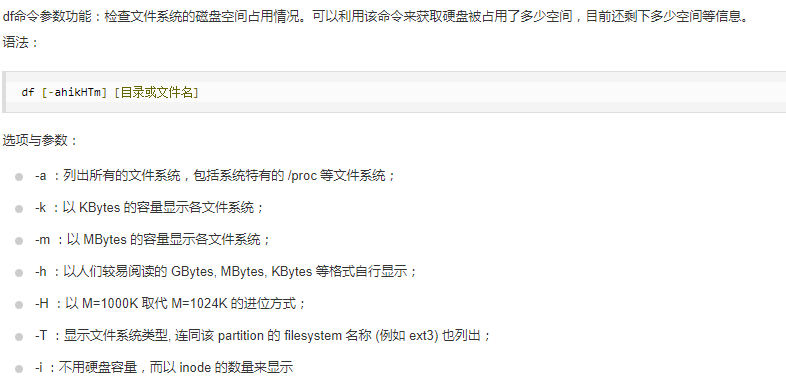 df命令参数功能：检查文件系统的磁盘空间占用情况。可以利用该命令来获取硬盘被占用了多少空间，目前还剩下多少空间等信息。
语法：
df [-ahikHTm] [目录或文件名]
选项与参数：
-a ：列出所有的文件系统，包括系统特有的 /proc 等文件系统；
-k ：以 KBytes 的容量显示各文件系统；
-m ：以 MBytes 的容量显示各文件系统；
-h ：以人们较易阅读的 GBytes, MBytes, KBytes 等格式自行显示；
-H ：以 M=1000K 取代 M=1024K 的进位方式；
-T ：显示文件系统类型, 连同该 partition 的 filesystem 名称 (例如 ext3) 也列出；
-i ：不用硬盘容量，而以 inode 的数量来显示